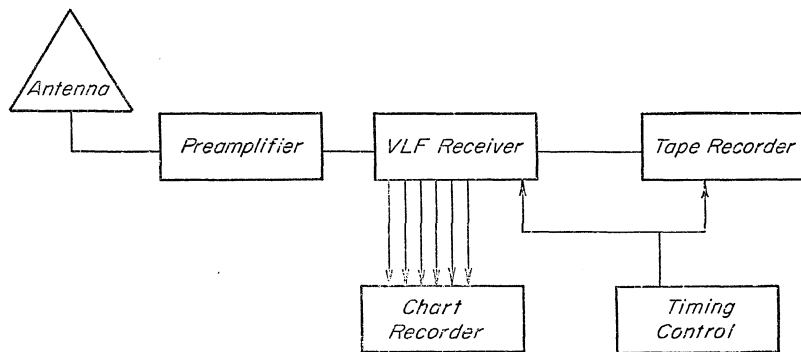 Antenna
Preamplifier
VLF Receiver
Tape Recorder
Chart
Recorder
Timing
Control